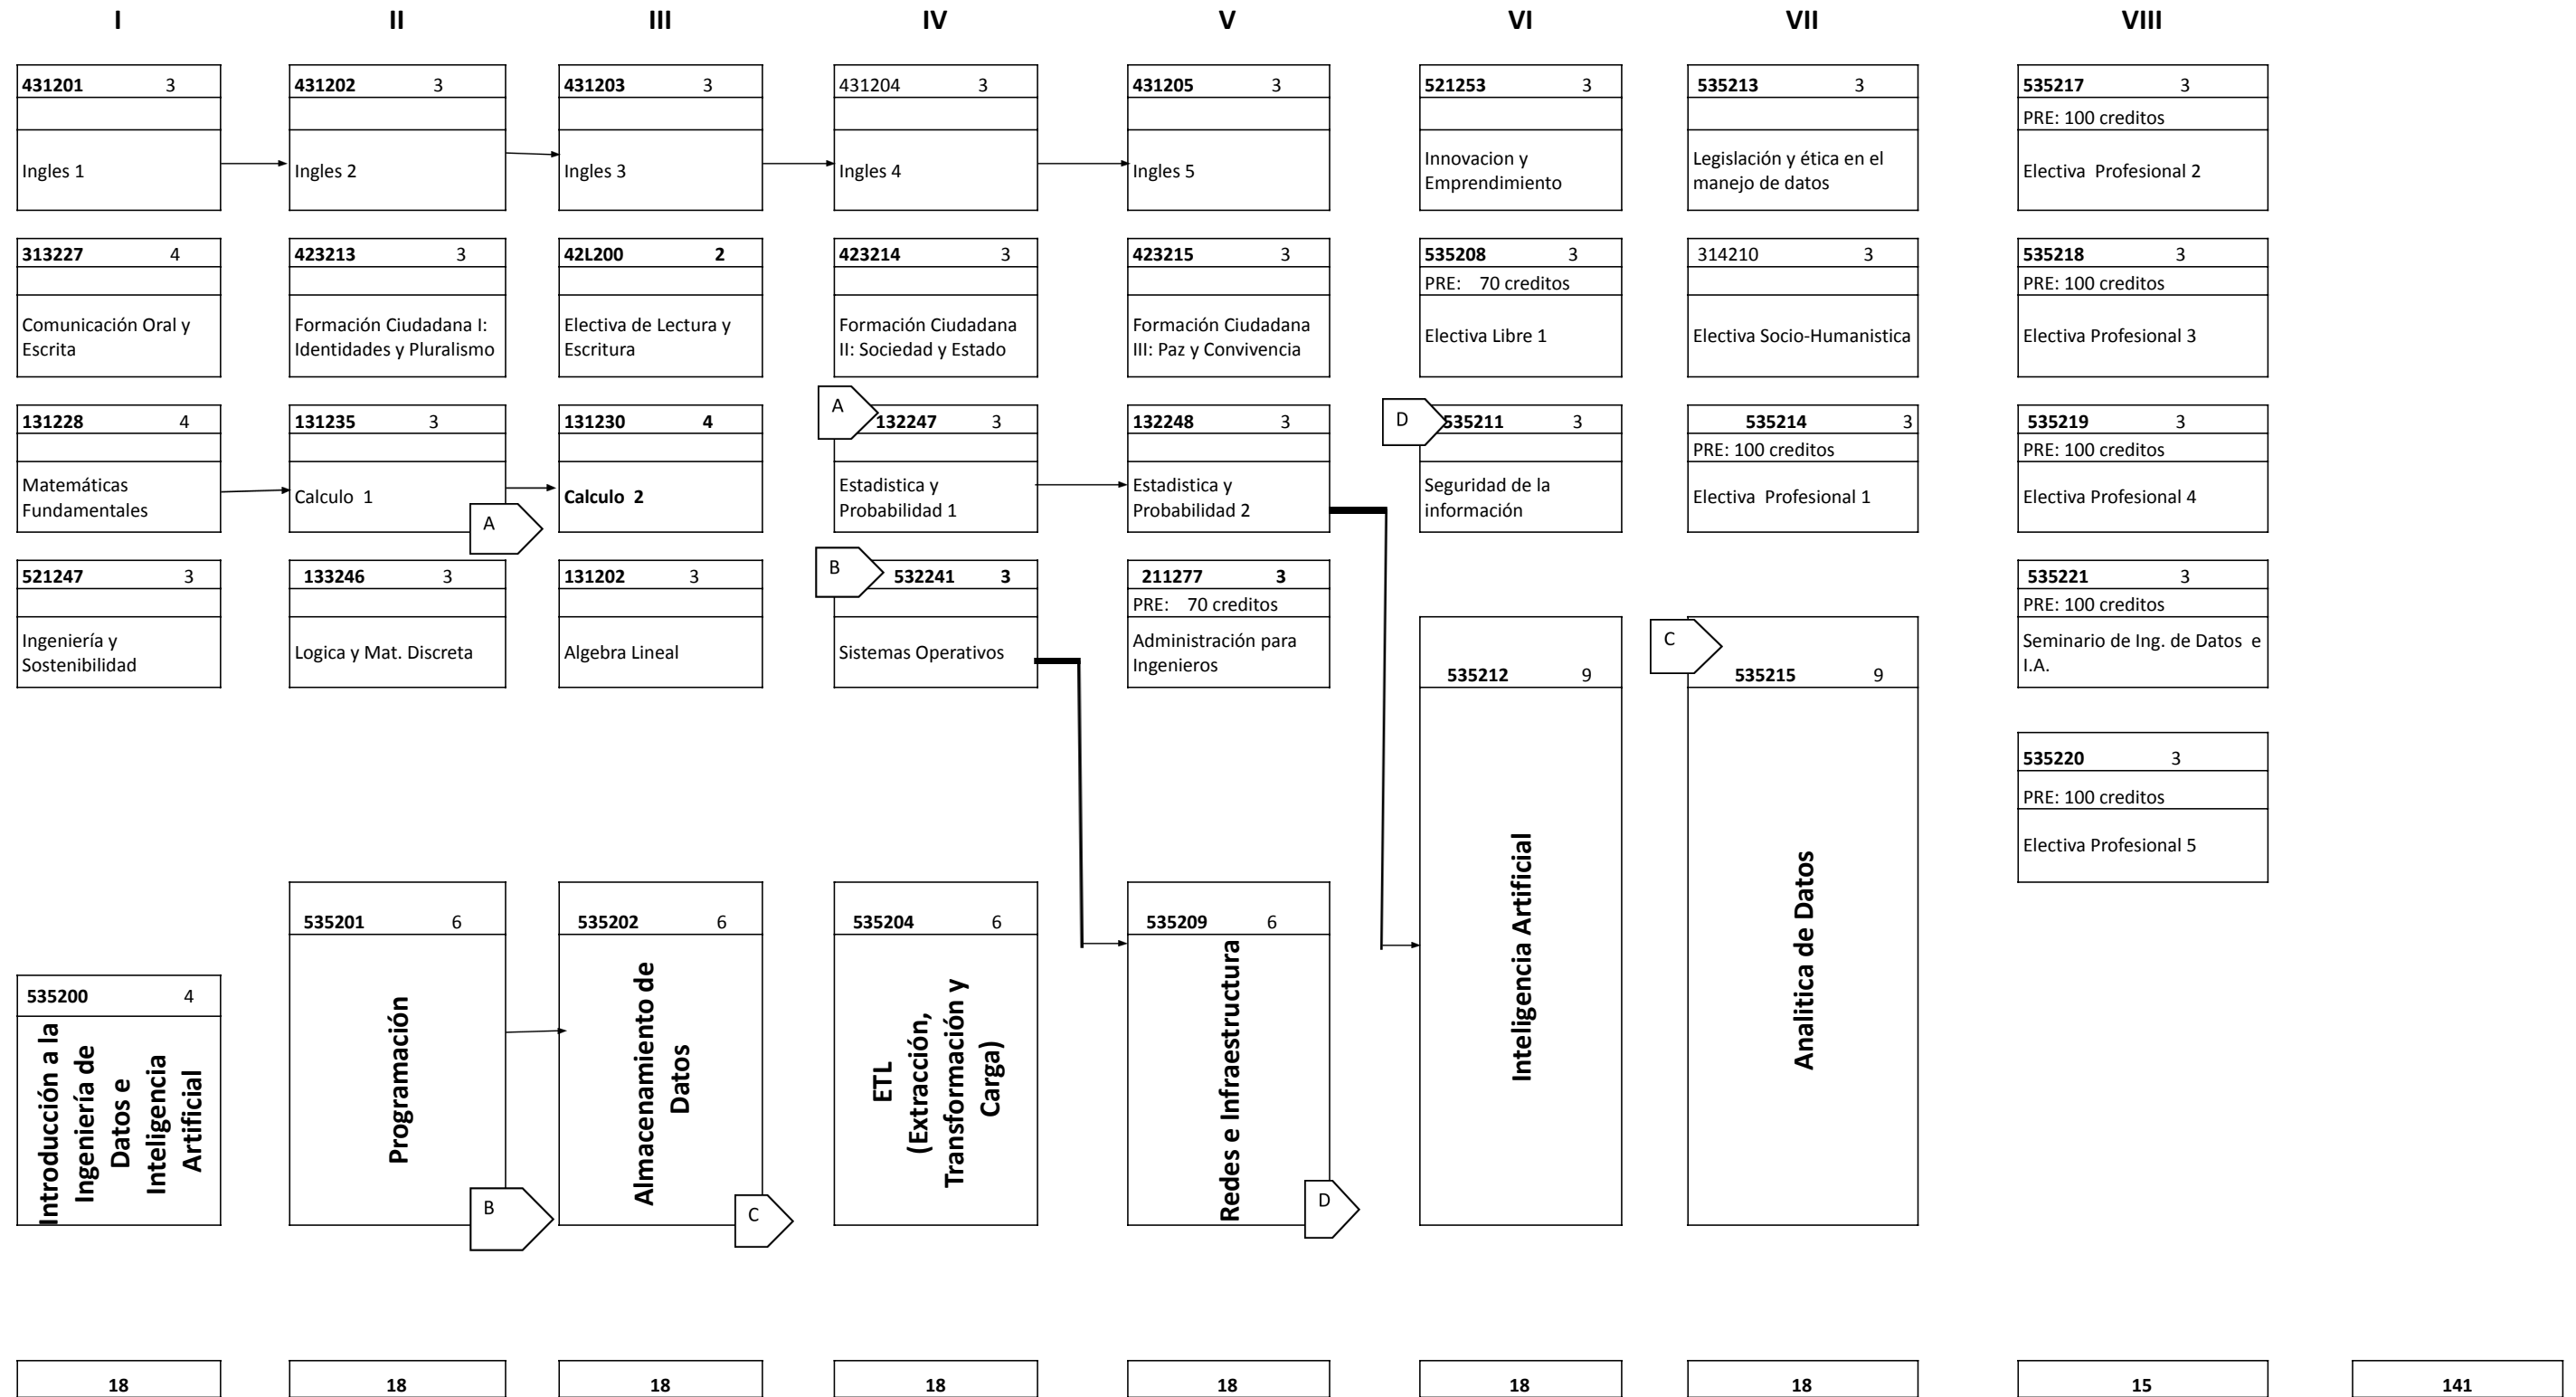 I II III IV V VI VII VIII
431201 3
Ingles 1
431202 3
Ingles 2
431203 3
Ingles 3
431204 3
Ingles 4
431205 3
Ingles 5
521253 3
Innovacion y
Emprendimiento
535213 3
Legislación y ética en el
manejo de datos
535217 3
PRE: 100 creditos
Electiva Profesional 2
313227 4
Comunicación Oral y
Escrita
423213 3
Formación Ciudadana I:
Identidades y Pluralismo
42L200 2
Electiva de Lectura y
Escritura
423214 3
Formación Ciudadana
II: Sociedad y Estado
423215 3
Formación Ciudadana
III: Paz y Convivencia
535208 3
PRE: 70 creditos
Electiva Libre 1
314210 3
Electiva Socio-Humanistica
535218 3
PRE: 100 creditos
Electiva Profesional 3
131228 4
Matemáticas
Fundamentales
131235 3
Calculo 1
A
131230 4
Calculo 2
A
132247 3
Estadistica y
Probabilidad 1
132248 3
Estadistica y
Probabilidad 2
D
535211 3
Seguridad de la
información
535214 3
PRE: 100 creditos
Electiva Profesional 1
535219 3
PRE: 100 creditos
Electiva Profesional 4
521247 3
Ingeniería y
Sostenibilidad
133246 3
Logica y Mat. Discreta
131202 3
Algebra Lineal
B
532241 3
Sistemas Operativos
211277 3
PRE: 70 creditos
Administración para
Ingenieros
535212 9
Inteligencia Artificial
C
535215 9
Analitica de Datos
535221 3
PRE: 100 creditos
Seminario de Ing. de Datos e
I.A.
535220 3
PRE: 100 creditos
Electiva Profesional 5
535200 4
Introducción a la
Ingeniería de
Datos e
Inteligencia
Artificial
535201 6
Programación
B
535202 6
Almacenamiento de
Datos
C
535204 6
ETL
(Extracción,
Transformación y
Carga)
535209 6
Redes e Infraestructura
D
18 18 18 18 18 18 18 15 141